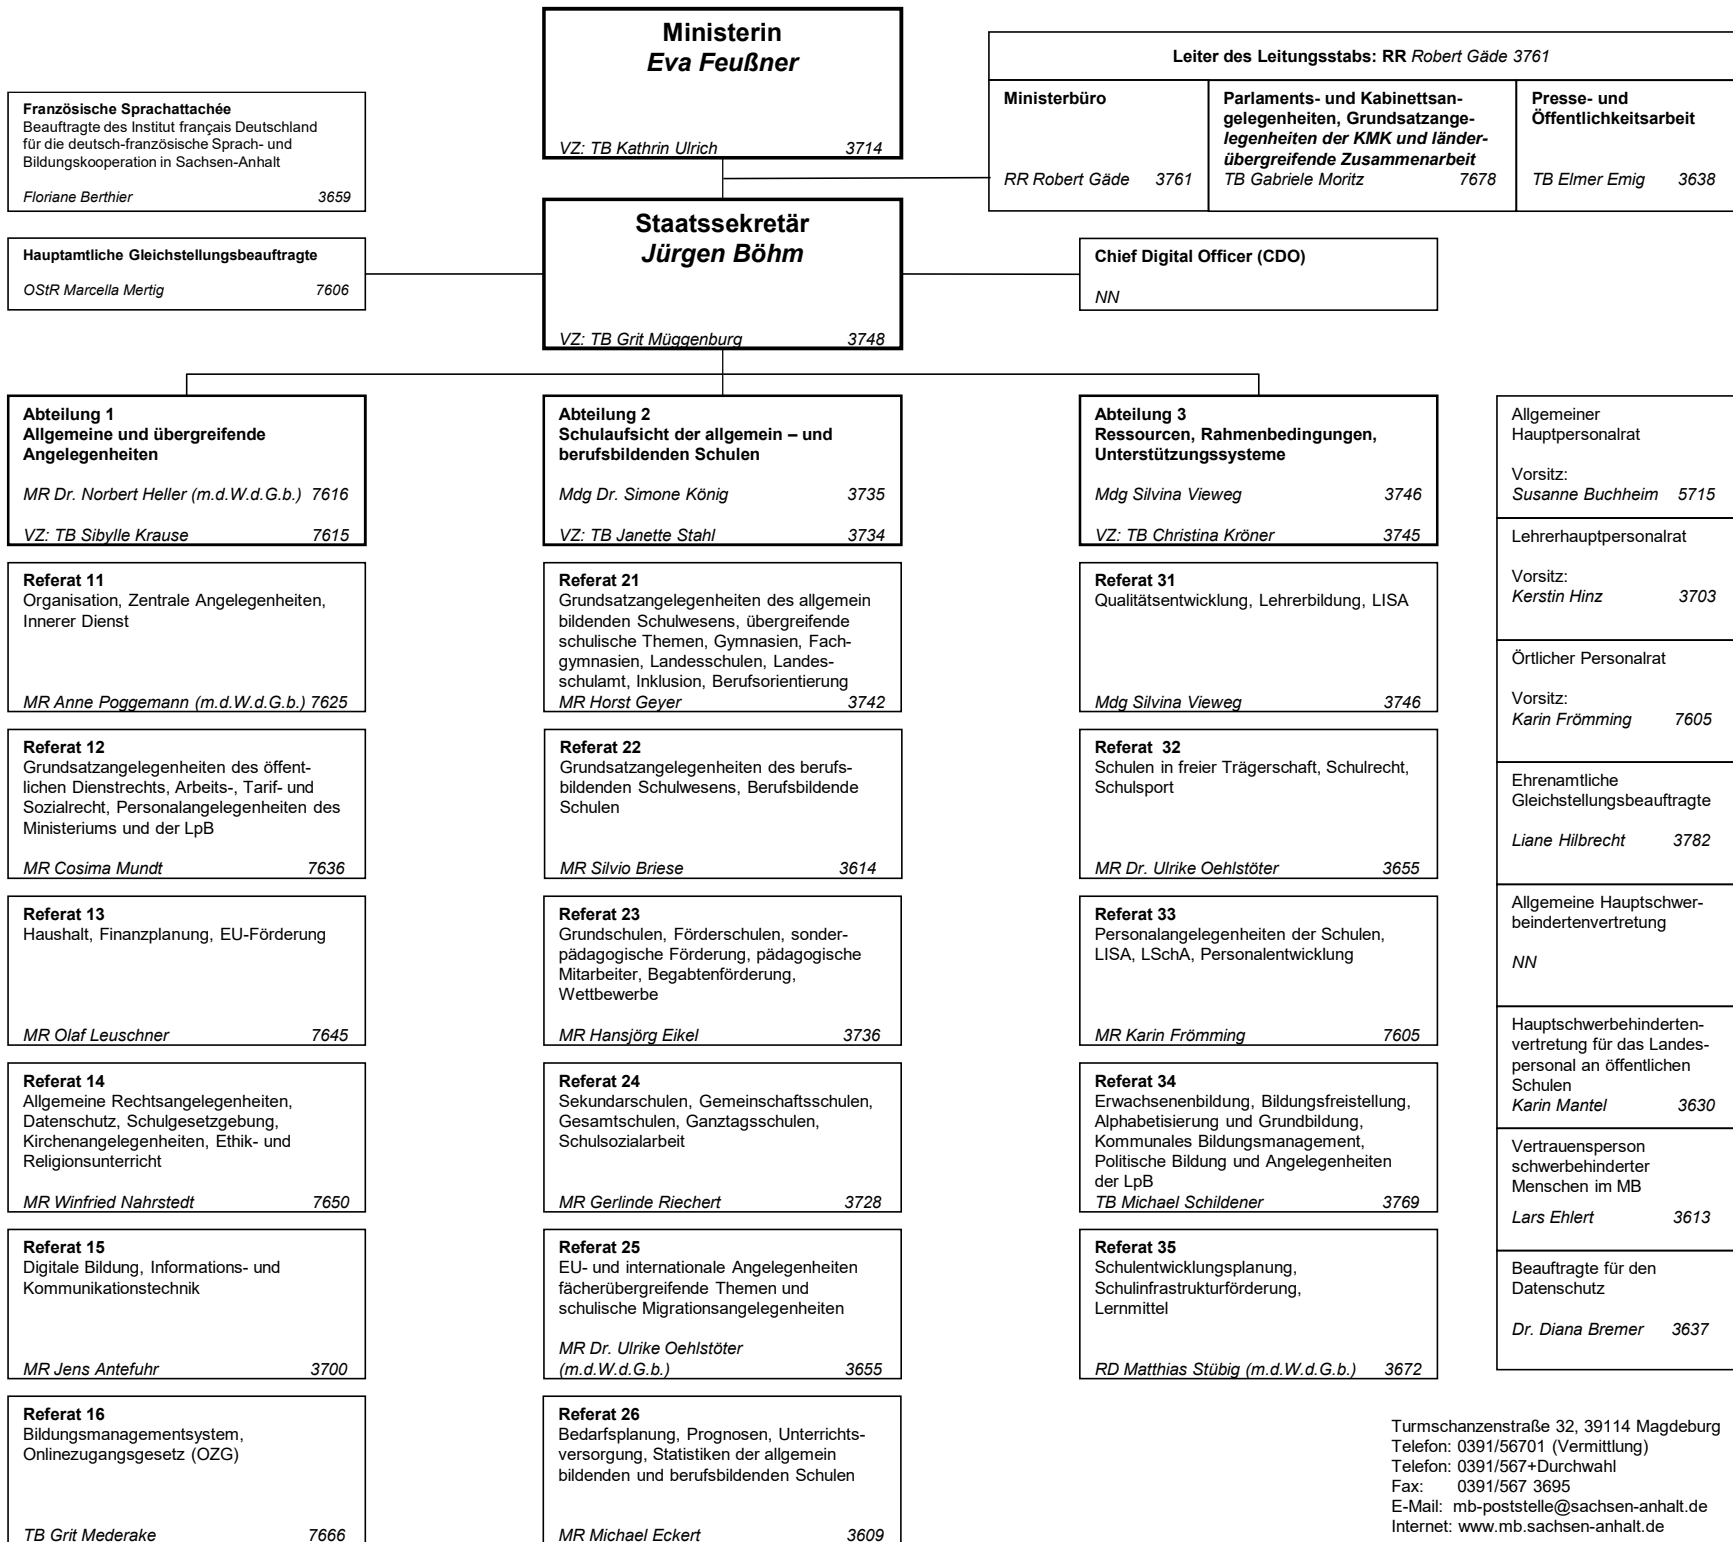 Ministerin
Eva Feußner
VZ: TB Kathrin Ulrich 3714
Leiter des Leitungsstabs: RR Robert Gäde 3761
Ministerbüro
RR Robert Gäde 3761
Parlaments- und Kabinettsan-
gelegenheiten, Grundsatzange-
legenheiten der KMK und länder-
übergreifende Zusammenarbeit
TB Gabriele Moritz 7678
Presse- und
Öffentlichkeitsarbeit
TB Elmer Emig 3638
Französische Sprachattachée
Beauftragte des Institut français Deutschland
für die deutsch-französische Sprach- und
Bildungskooperation in Sachsen-Anhalt
Floriane Berthier 3659
Staatssekretär
Jürgen Böhm
VZ: TB Grit Müggenburg 3748
Hauptamtliche Gleichstellungsbeauftragte
OStR Marcella Mertig 7606
Chief Digital Officer (CDO)
NN
Abteilung 1
Allgemeine und übergreifende
Angelegenheiten
MR Dr. Norbert Heller (m.d.W.d.G.b.) 7616
VZ: TB Sibylle Krause 7615
Referat 11
Organisation, Zentrale Angelegenheiten,
Innerer Dienst
MR Anne Poggemann (m.d.W.d.G.b.) 7625
Referat 12
Grundsatzangelegenheiten des öffent-
lichen Dienstrechts, Arbeits-, Tarif- und
Sozialrecht, Personalangelegenheiten des
Ministeriums und der LpB
MR Cosima Mundt 7636
Referat 13
Haushalt, Finanzplanung, EU-Förderung
MR Olaf Leuschner 7645
Referat 14
Allgemeine Rechtsangelegenheiten,
Datenschutz, Schulgesetzgebung,
Kirchenangelegenheiten, Ethik- und
Religionsunterricht
MR Winfried Nahrstedt 7650
Referat 15
Digitale Bildung, Informations- und
Kommunikationstechnik
MR Jens Antefuhr 3700
Referat 16
Bildungsmanagementsystem,
Onlinezugangsgesetz (OZG)
TB Grit Mederake 7666
Abteilung 2
Schulaufsicht der allgemein – und
berufsbildenden Schulen
Mdg Dr. Simone König 3735
VZ: TB Janette Stahl 3734
Referat 21
Grundsatzangelegenheiten des allgemein
bildenden Schulwesens, übergreifende
schulische Themen, Gymnasien, Fach-
gymnasien, Landesschulen, Landes-
schulamt, Inklusion, Berufsorientierung
MR Horst Geyer 3742
Referat 22
Grundsatzangelegenheiten des berufs-
bildenden Schulwesens, Berufsbildende
Schulen
MR Silvio Briese 3614
Referat 23
Grundschulen, Förderschulen, sonder-
pädagogische Förderung, pädagogische
Mitarbeiter, Begabtenförderung,
Wettbewerbe
MR Hansjörg Eikel 3736
Referat 24
Sekundarschulen, Gemeinschaftsschulen,
Gesamtschulen, Ganztagsschulen,
Schulsozialarbeit
MR Gerlinde Riechert 3728
Referat 25
EU- und internationale Angelegenheiten
fächerübergreifende Themen und
schulische Migrationsangelegenheiten
MR Dr. Ulrike Oehlstöter
(m.d.W.d.G.b.) 3655
Referat 26
Bedarfsplanung, Prognosen, Unterrichts-
versorgung, Statistiken der allgemein
bildenden und berufsbildenden Schulen
MR Michael Eckert 3609
Abteilung 3
Ressourcen, Rahmenbedingungen,
Unterstützungssysteme
Mdg Silvina Vieweg 3746
VZ: TB Christina Kröner 3745
Referat 31
Qualitätsentwicklung, Lehrerbildung, LISA
Mdg Silvina Vieweg 3746
Referat 32
Schulen in freier Trägerschaft, Schulrecht,
Schulsport
MR Dr. Ulrike Oehlstöter 3655
Referat 33
Personalangelegenheiten der Schulen,
LISA, LSchA, Personalentwicklung
MR Karin Frömming 7605
Referat 34
Erwachsenenbildung, Bildungsfreistellung,
Alphabetisierung und Grundbildung,
Kommunales Bildungsmanagement,
Politische Bildung und Angelegenheiten
der LpB
TB Michael Schildener 3769
Referat 35
Schulentwicklungsplanung,
Schulinfrastrukturförderung,
Lernmittel
RD Matthias Stübig (m.d.W.d.G.b.) 3672
Allgemeiner
Hauptpersonalrat
Vorsitz:
Susanne Buchheim 5715
Lehrerhauptpersonalrat
Vorsitz:
Kerstin Hinz 3703
Örtlicher Personalrat
Vorsitz:
Karin Frömming 7605
Ehrenamtliche
Gleichstellungsbeauftragte
Liane Hilbrecht 3782
Allgemeine Hauptschwer-
beindertenvertretung
NN
Hauptschwerbehinderten-
vertretung für das Landes-
personal an öffentlichen
Schulen
Karin Mantel 3630
Vertrauensperson
schwerbehinderter
Menschen im MB
Lars Ehlert 3613
Beauftragte für den
Datenschutz
Dr. Diana Bremer 3637
Turmschanzenstraße 32, 39114 Magdeburg
Telefon: 0391/56701 (Vermittlung)
Telefon: 0391/567+Durchwahl
Fax: 0391/567 3695
E-Mail: mb-poststelle@sachsen-anhalt.de
Internet: www.mb.sachsen-anhalt.de